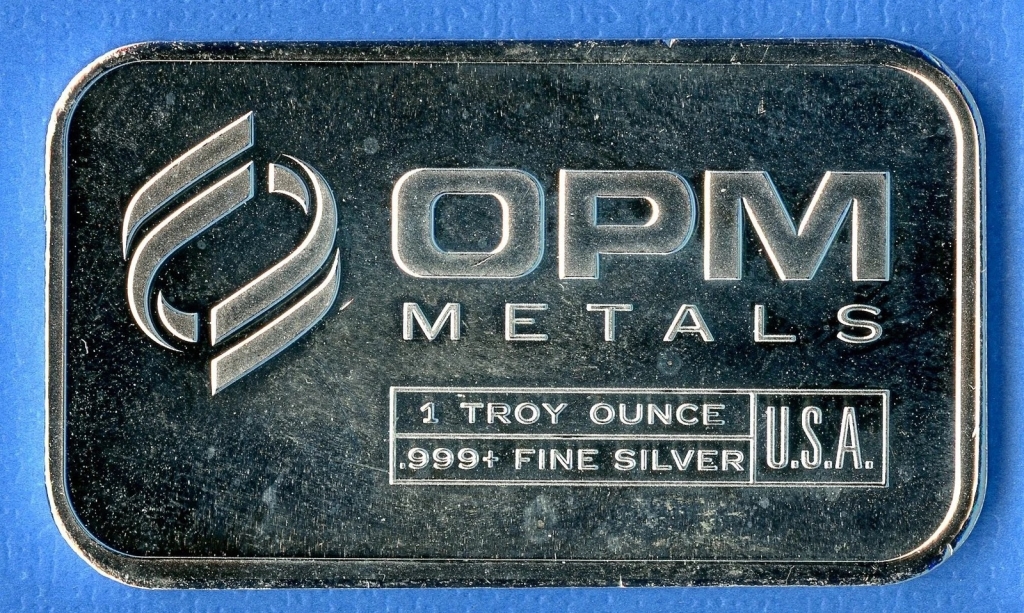 OPM
METALS
1 TROY OUNCE
.999+ FINE SILVER
U.S.A.